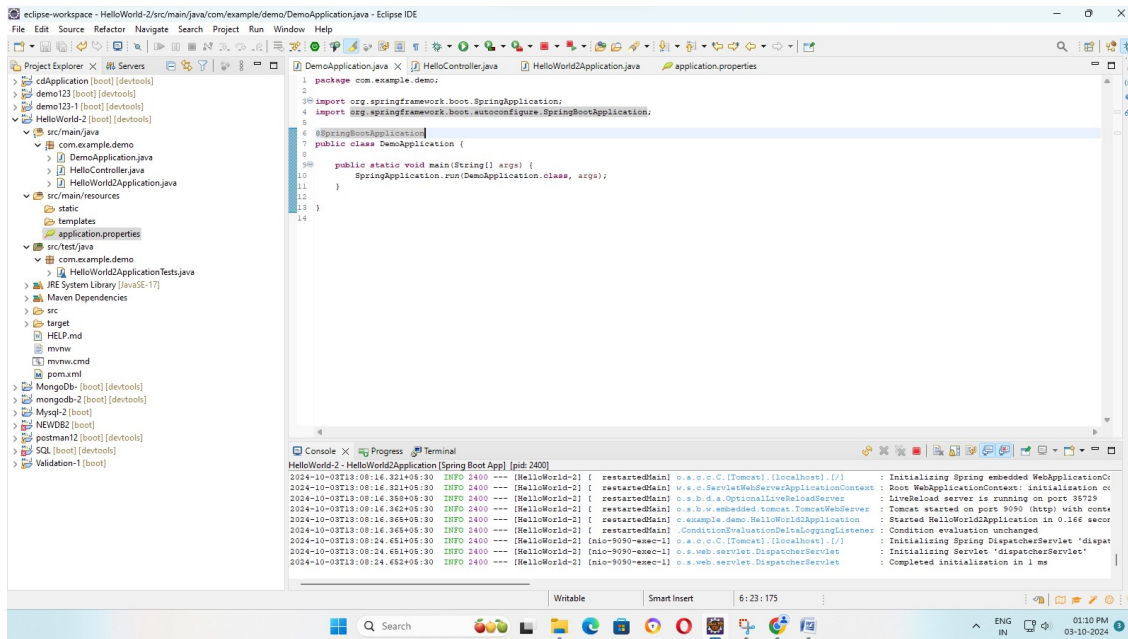 eclipse-workspace - HelloWorld-2/src/main/java/com/example/demo/DemoApplication.java - Eclipse IDE
File Edit Source Refactor Navigate Search Project Run Window Help
Project Explorer Servers
cdApplication [boot] [devtools]
demo123 [boot] [devtools]
demo123-1 [boot] [devtools]
HelloWorld-2 [boot] [devtools]
src/main/java
com.example.demo
DemoApplication.java
HelloController.java
HelloWorld2Application.java
src/main/resources
static
templates
application.properties
src/test/java
com.example.demo
HelloWorld2ApplicationTests.java
JRE System Library [JavaSE-17]
Maven Dependencies
src
target
HELP.md
mvnw
mvnw.cmd
pom.xml
MongoDb- [boot] [devtools]
mongodb-2 [boot] [devtools]
Mysql-2 [boot]
NEWDB2 [boot]
postman12 [boot] [devtools]
SQL [boot] [devtools]
Validation-1 [boot]
DemoApplication.java HelloController.java HelloWorld2Application.java application.properties
1 package com.example.demo;
2
3 import org.springframework.boot.SpringApplication;
4 import org.springframework.boot.autoconfigure.SpringBootApplication;
5
6 @SpringBootApplication
7 public class DemoApplication {
8
9 public static void main(String[] args) {
10 SpringApplication.run(DemoApplication.class, args);
11 }
12
13 }
14
Console Progress Terminal
HelloWorld-2 - HelloWorld2Application [Spring Boot App] [pid: 2400]
2024-10-03T13:08:16.321+05:30 INFO 2400 --- [HelloWorld-2] [ restartedMain] o.a.c.c.C.[Tomcat].[localhost].[/] : Initializing Spring embedded WebApplicationCo
2024-10-03T13:08:16.321+05:30 INFO 2400 --- [HelloWorld-2] [ restartedMain] w.s.c.ServletWebServerApplicationContext : Root WebApplicationContext: initialization co
2024-10-03T13:08:16.358+05:30 INFO 2400 --- [HelloWorld-2] [ restartedMain] o.s.b.d.a.OptionalLiveReloadServer : LiveReload server is running on port 35729
2024-10-03T13:08:16.362+05:30 INFO 2400 --- [HelloWorld-2] [ restartedMain] o.s.b.w.embedded.tomcat.TomcatWebServer : Tomcat started on port 9090 (http) with conte
2024-10-03T13:08:16.365+05:30 INFO 2400 --- [HelloWorld-2] [ restartedMain] c.example.demo.HelloWorld2Application : Started HelloWorld2Application in 0.166 secon
2024-10-03T13:08:16.365+05:30 INFO 2400 --- [HelloWorld-2] [ restartedMain] .ConditionEvaluationDeltaLoggingListener : Condition evaluation unchanged
2024-10-03T13:08:24.651+05:30 INFO 2400 --- [HelloWorld-2] [nio-9090-exec-1] o.a.c.c.C.[Tomcat].[localhost].[/] : Initializing Spring DispatcherServlet 'dispat
2024-10-03T13:08:24.651+05:30 INFO 2400 --- [HelloWorld-2] [nio-9090-exec-1] o.s.web.servlet.DispatcherServlet : Initializing Servlet 'dispatcherServlet'
2024-10-03T13:08:24.652+05:30 INFO 2400 --- [HelloWorld-2] [nio-9090-exec-1] o.s.web.servlet.DispatcherServlet : Completed initialization in 1 ms
Writable Smart Insert 6 : 23 : 175
Search
ENG
IN
01:10 PM
03-10-2024
3